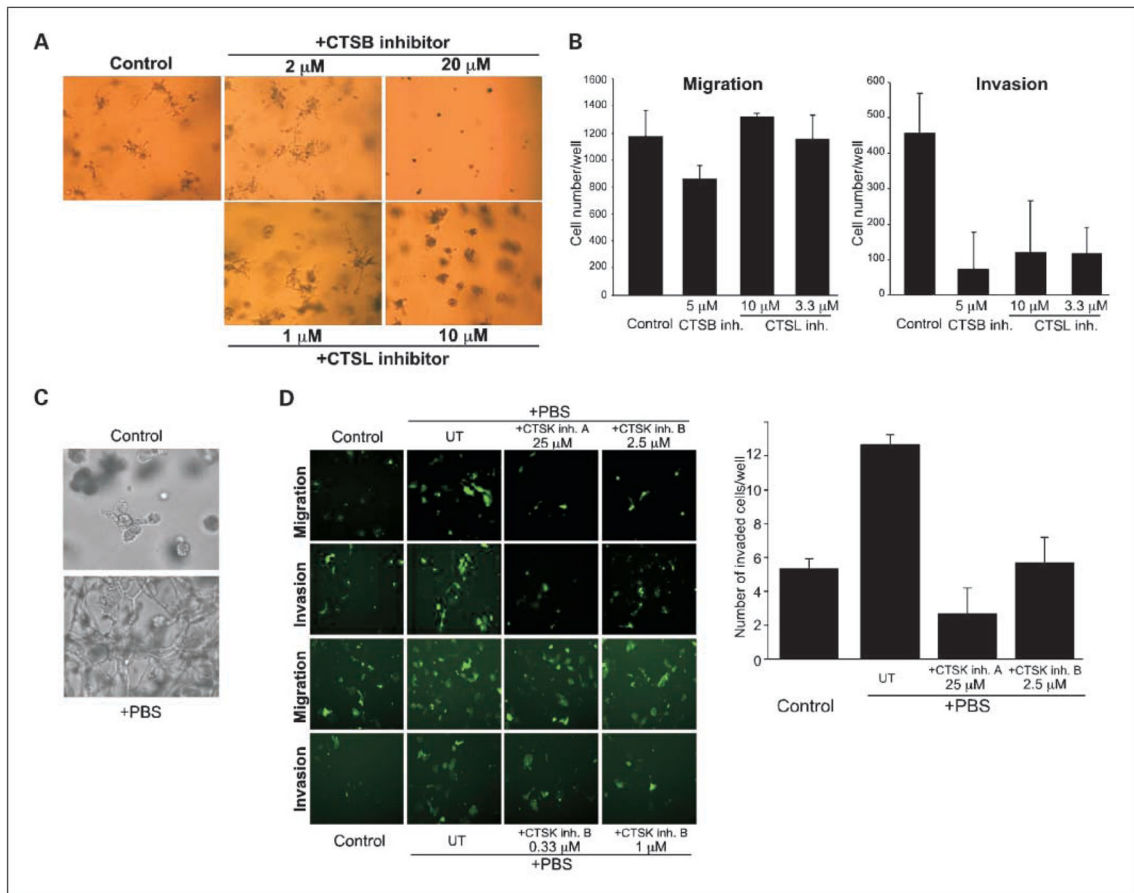 A
+CTSB inhibitor
Control
2 µM
20 µM
1 µM
10 µM
+CTSL inhibitor
B
Migration
Cell number/well
1600
1400
1200
1000
800
600
400
200
0
Control
5 µM
10 µM
3.3 µM
CTSB inh.
CTSL inh.
Invasion
Cell number/well
600
500
400
300
200
100
0
Control
5 µM
10 µM
3.3 µM
CTSB inh.
CTSL inh.
C
Control
+PBS
D
+PBS
Control
UT
+CTSK inh. A
25 µM
+CTSK inh. B
2.5 µM
Migration
Invasion
Migration
Invasion
Control
UT
+CTSK inh. B
0.33 µM
+CTSK inh. B
1 µM
+PBS
Number of invaded cells/well
12
10
8
6
4
2
0
Control
UT
+CTSK inh. A
25 µM
+CTSK inh. B
2.5 µM
+PBS